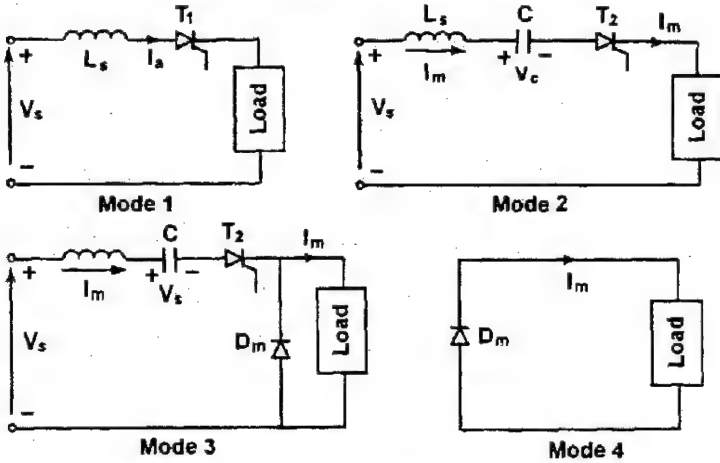 T1
+
Ls
Ia
Vs
Load
−
Mode 1
Ls
C
T2
Im
+
Im
+
Vc
−
Vs
Load
−
Mode 2
C
T2
Im
+
Im
+
Vs
−
Vs
Dm
Load
−
Mode 3
Im
Dm
Load
Mode 4